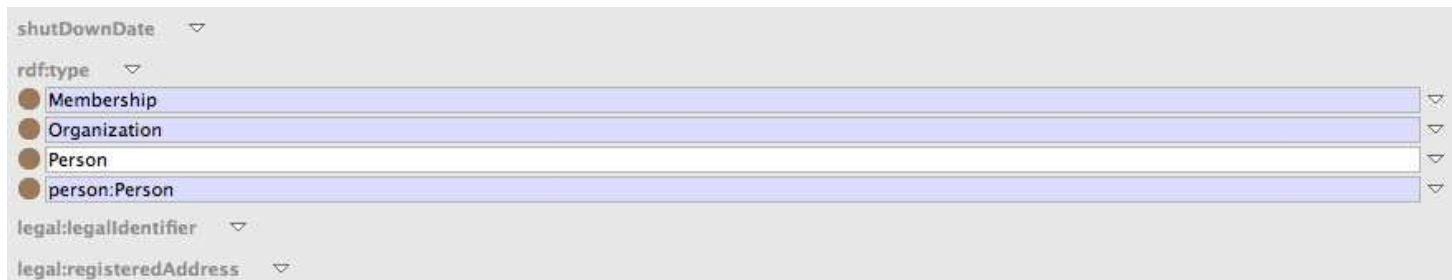 shutDownDate
rdf:type
Membership
Organization
Person
person:Person
legal:legalIdentifier
legal:registeredAddress